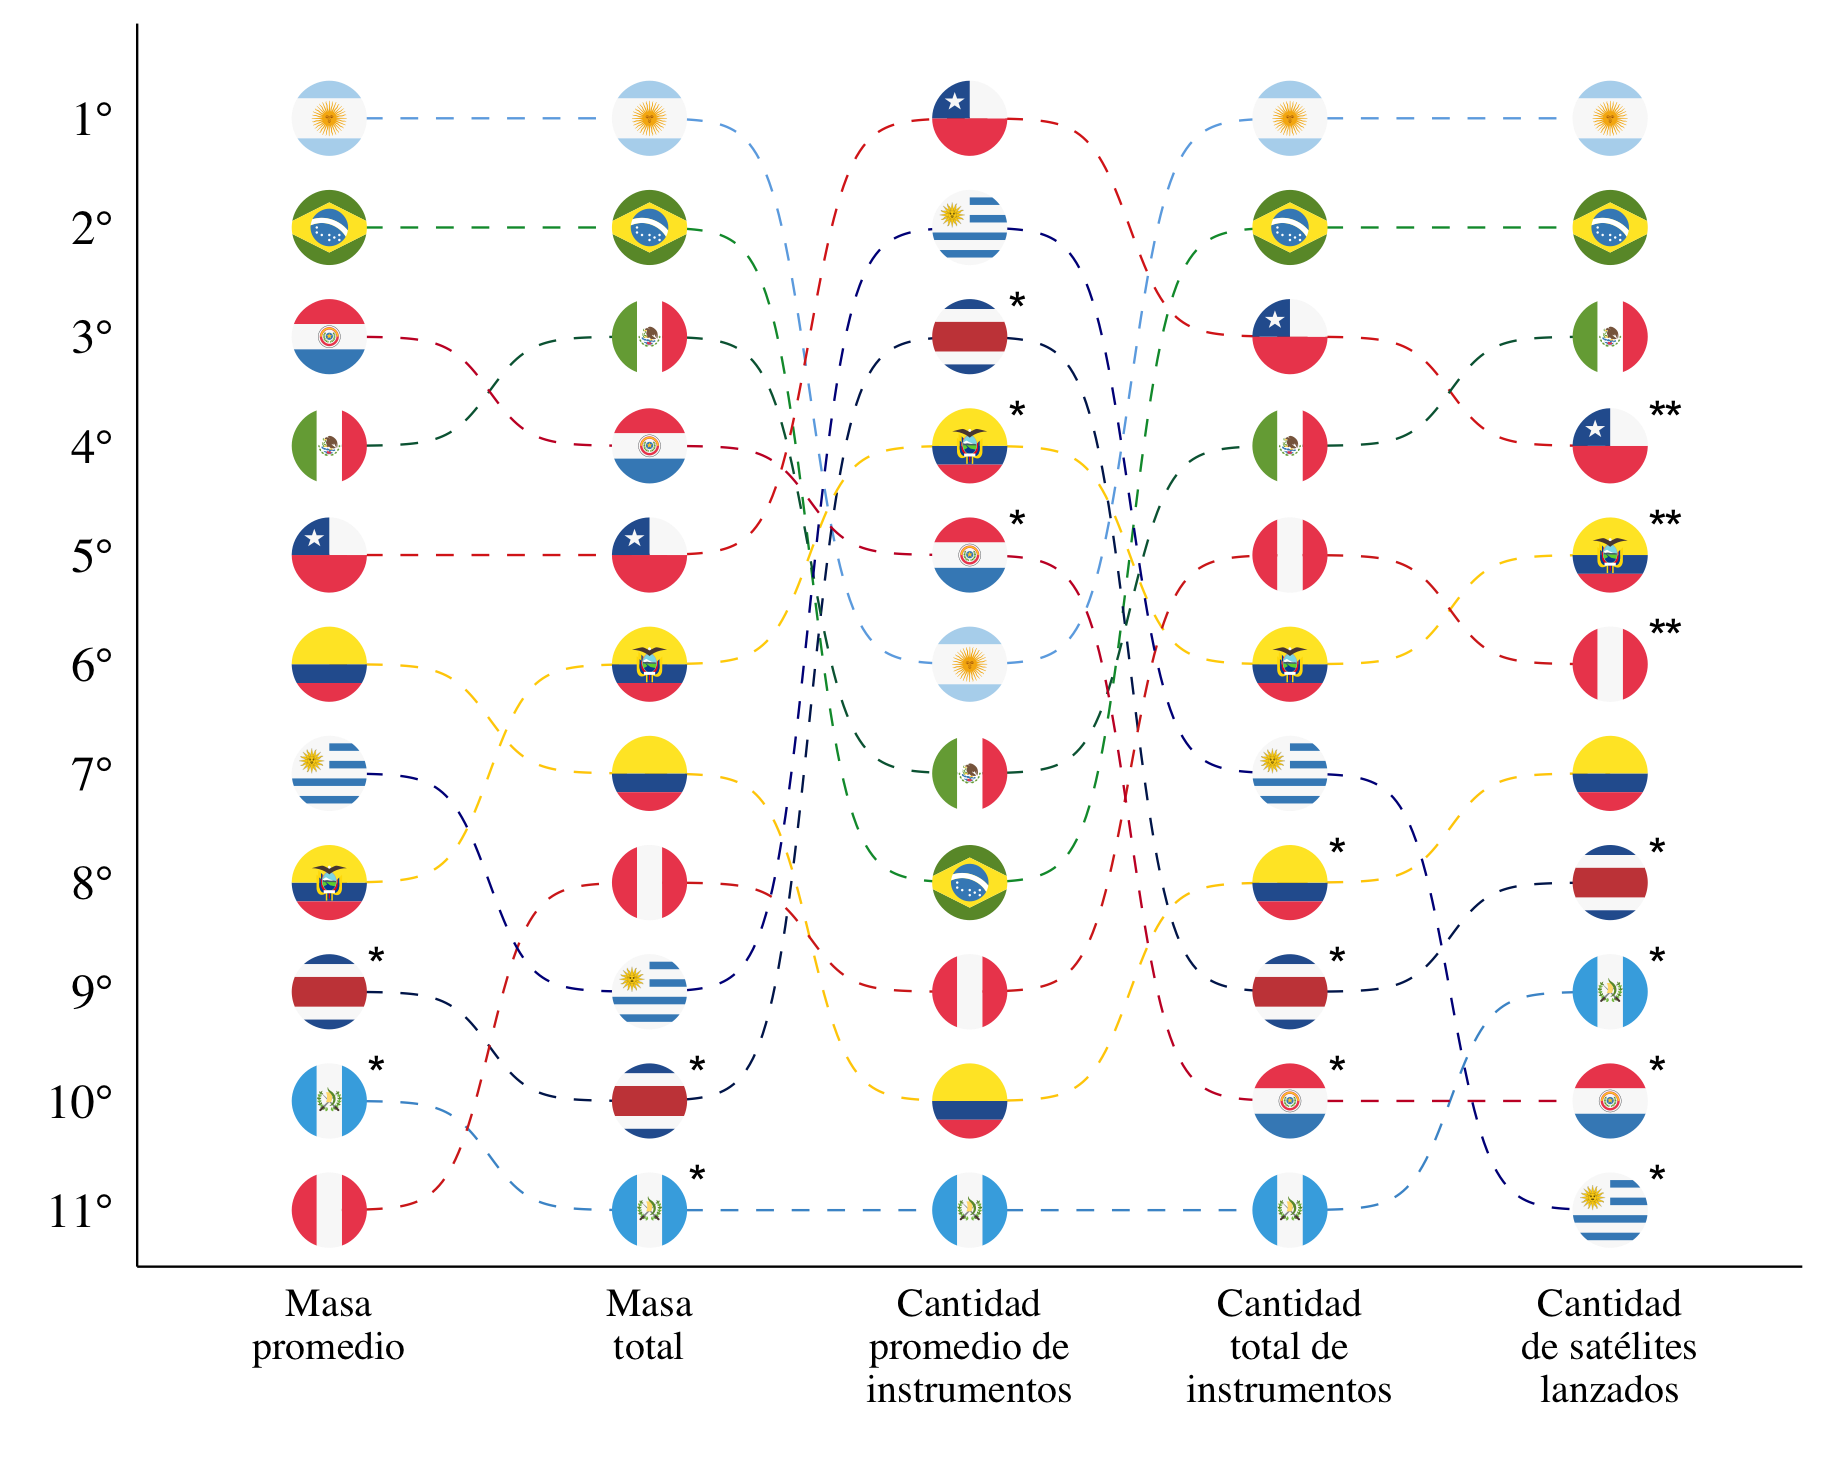 1°
2°
3°
*
4°
*
**
5°
*
**
6°
**
7°
8°
*
*
9°
*
*
*
10°
*
*
*
*
11°
*
*
Masa
promedio
Masa
total
Cantidad
promedio de
instrumentos
Cantidad
total de
instrumentos
Cantidad
de satélites
lanzados